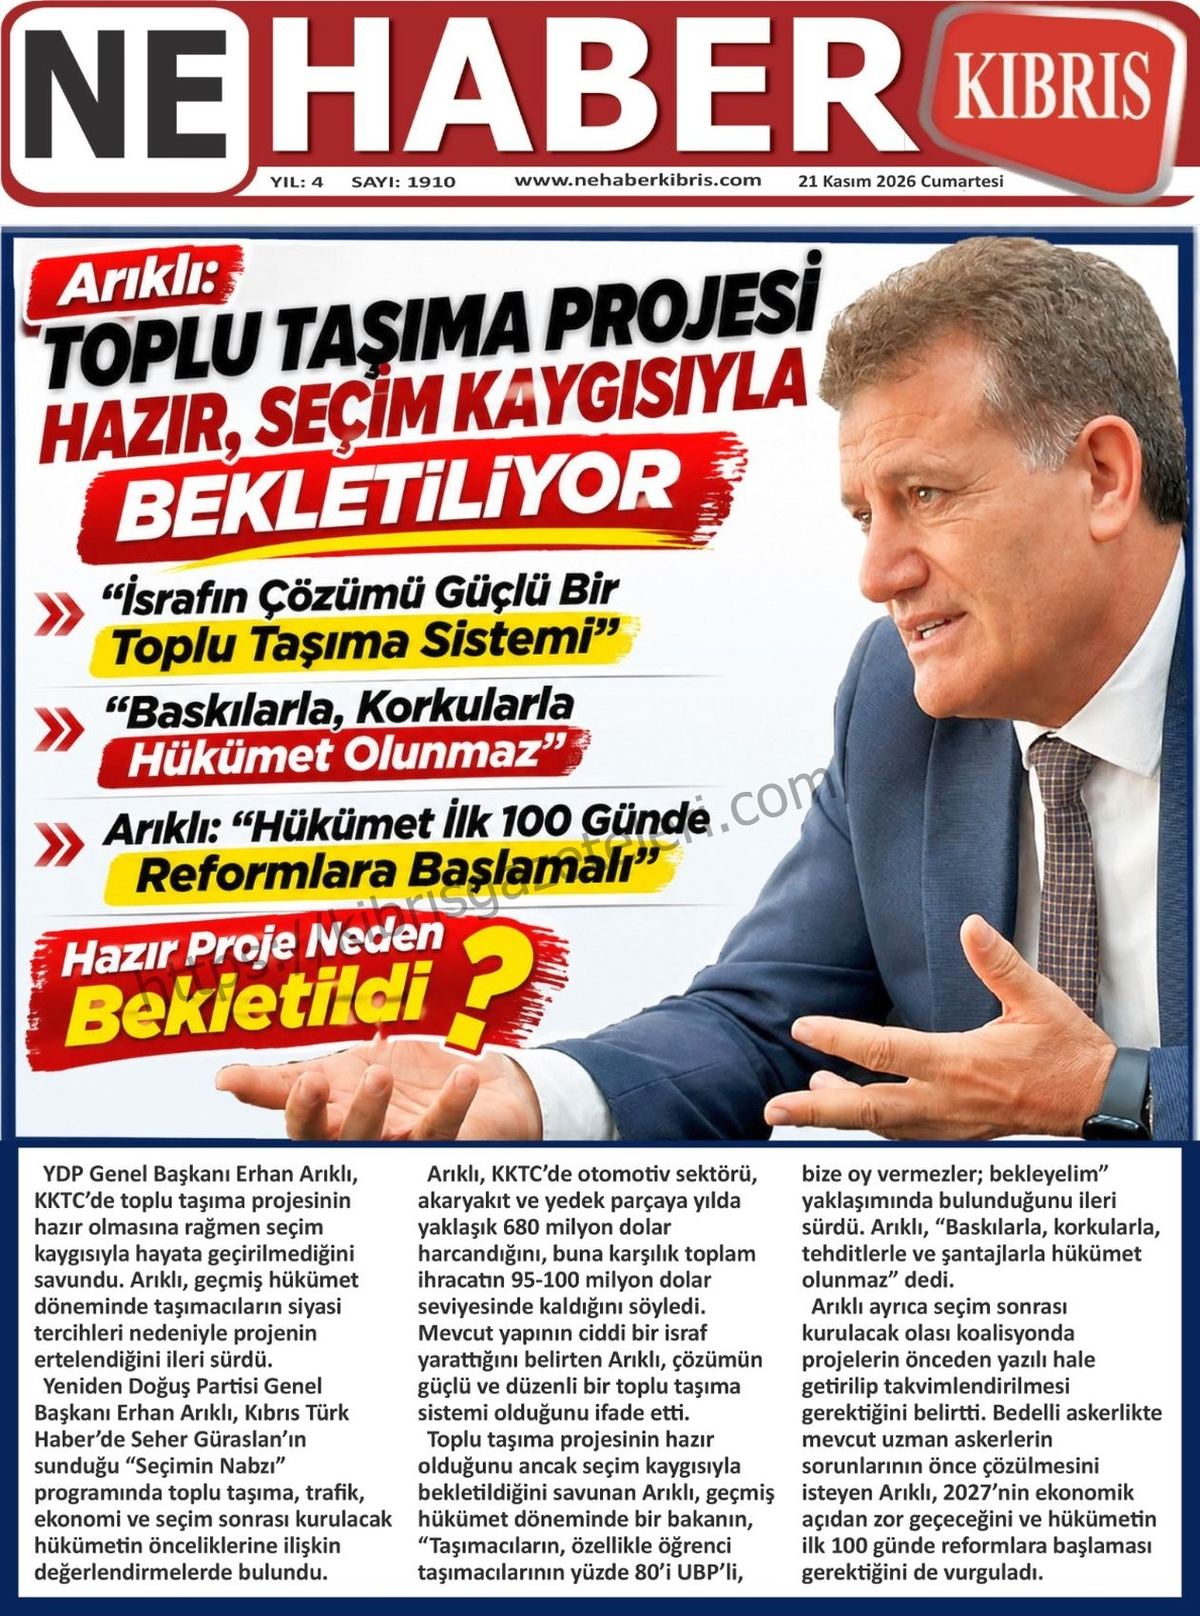 NE HABER KIBRIS
YIL: 4 SAYI: 1910 www.nehaberkibris.com 21 Kasım 2026 Cumartesi
Arıklı:
TOPLU TAŞIMA PROJESİ
HAZIR, SEÇİM KAYGISIYLA
BEKLETİLİYOR
“İsrafın Çözümü Güçlü Bir
Toplu Taşıma Sistemi”
“Baskılarla, Korkularla
Hükümet Olunmaz”
Arıklı: “Hükümet İlk 100 Günde
Reformlara Başlamalı”
Hazır Proje Neden
Bekletildi ?
https://kibrisgazeteleri.com
YDP Genel Başkanı Erhan Arıklı,
KKTC’de toplu taşıma projesinin
hazır olmasına rağmen seçim
kaygısıyla hayata geçirilmediğini
savundu. Arıklı, geçmiş hükümet
döneminde taşımacıların siyasi
tercihleri nedeniyle projenin
ertelendiğini ileri sürdü.
Yeniden Doğuş Partisi Genel
Başkanı Erhan Arıklı, Kıbrıs Türk
Haber’de Seher Güraslan’ın
sunduğu “Seçimin Nabzı”
programında toplu taşıma, trafik,
ekonomi ve seçim sonrası kurulacak
hükümetin önceliklerine ilişkin
değerlendirmelerde bulundu.
Arıklı, KKTC’de otomotiv sektörü,
akaryakıt ve yedek parçaya yılda
yaklaşık 680 milyon dolar
harcandığını, buna karşılık toplam
ihracatın 95-100 milyon dolar
seviyesinde kaldığını söyledi.
Mevcut yapının ciddi bir israf
yarattığını belirten Arıklı, çözümün
güçlü ve düzenli bir toplu taşıma
sistemi olduğunu ifade etti.
Toplu taşıma projesinin hazır
olduğunu ancak seçim kaygısıyla
bekletildiğini savunan Arıklı, geçmiş
hükümet döneminde bir bakanın,
“Taşımacıların, özellikle öğrenci
taşımacılarının yüzde 80’i UBP’li,
bize oy vermezler; bekleyelim”
yaklaşımında bulunduğunu ileri
sürdü. Arıklı, “Baskılarla, korkularla,
tehditlerle ve şantajlarla hükümet
olunmaz” dedi.
Arıklı ayrıca seçim sonrası
kurulacak olası koalisyonda
projelerin önceden yazılı hale
getirilip takvimlendirilmesi
gerektiğini belirtti. Bedelli askerlikte
mevcut uzman askerlerin
sorunlarının önce çözülmesini
isteyen Arıklı, 2027’nin ekonomik
açıdan zor geçeceğini ve hükümetin
ilk 100 günde reformlara başlaması
gerektiğini de vurguladı.